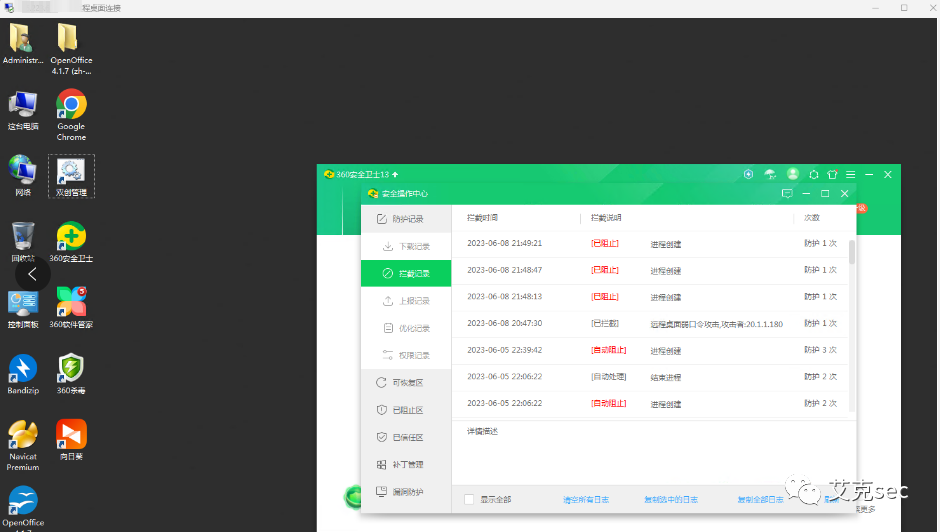 程桌面连接
Administr...
OpenOffice
4.1.7 (zh-...
这台电脑
Google
Chrome
网络
双创管理
回收站
360安全卫士
控制面板
5
360软件管家
Bandizip
360杀毒
Navicat
Premium
向日葵
OpenOffice
360安全卫士13
安全操作中心
防护记录
下载记录
拦截记录
上报记录
优化记录
权限记录
可恢复区
已阻止区
已信任区
补丁管理
漏洞防护
拦截时间 拦截说明 次数
2023-06-08 21:49:21 [已阻止] 进程创建 防护 1 次
2023-06-08 21:48:47 [已阻止] 进程创建 防护 1 次
2023-06-08 21:48:13 [已阻止] 进程创建 防护 1 次
2023-06-08 20:47:30 [已拦截] 远程桌面弱口令攻击,攻击者:20.1.1.180 防护 1 次
2023-06-05 22:39:42 [自动阻止] 进程创建 防护 3 次
2023-06-05 22:06:22 [自动处理] 结束进程 防护 2 次
2023-06-05 22:06:22 [自动阻止] 进程创建 防护 2 次
详情描述
显示全部 清空所有日志 复制选中的日志 复制全部日志
更多
艾克sec